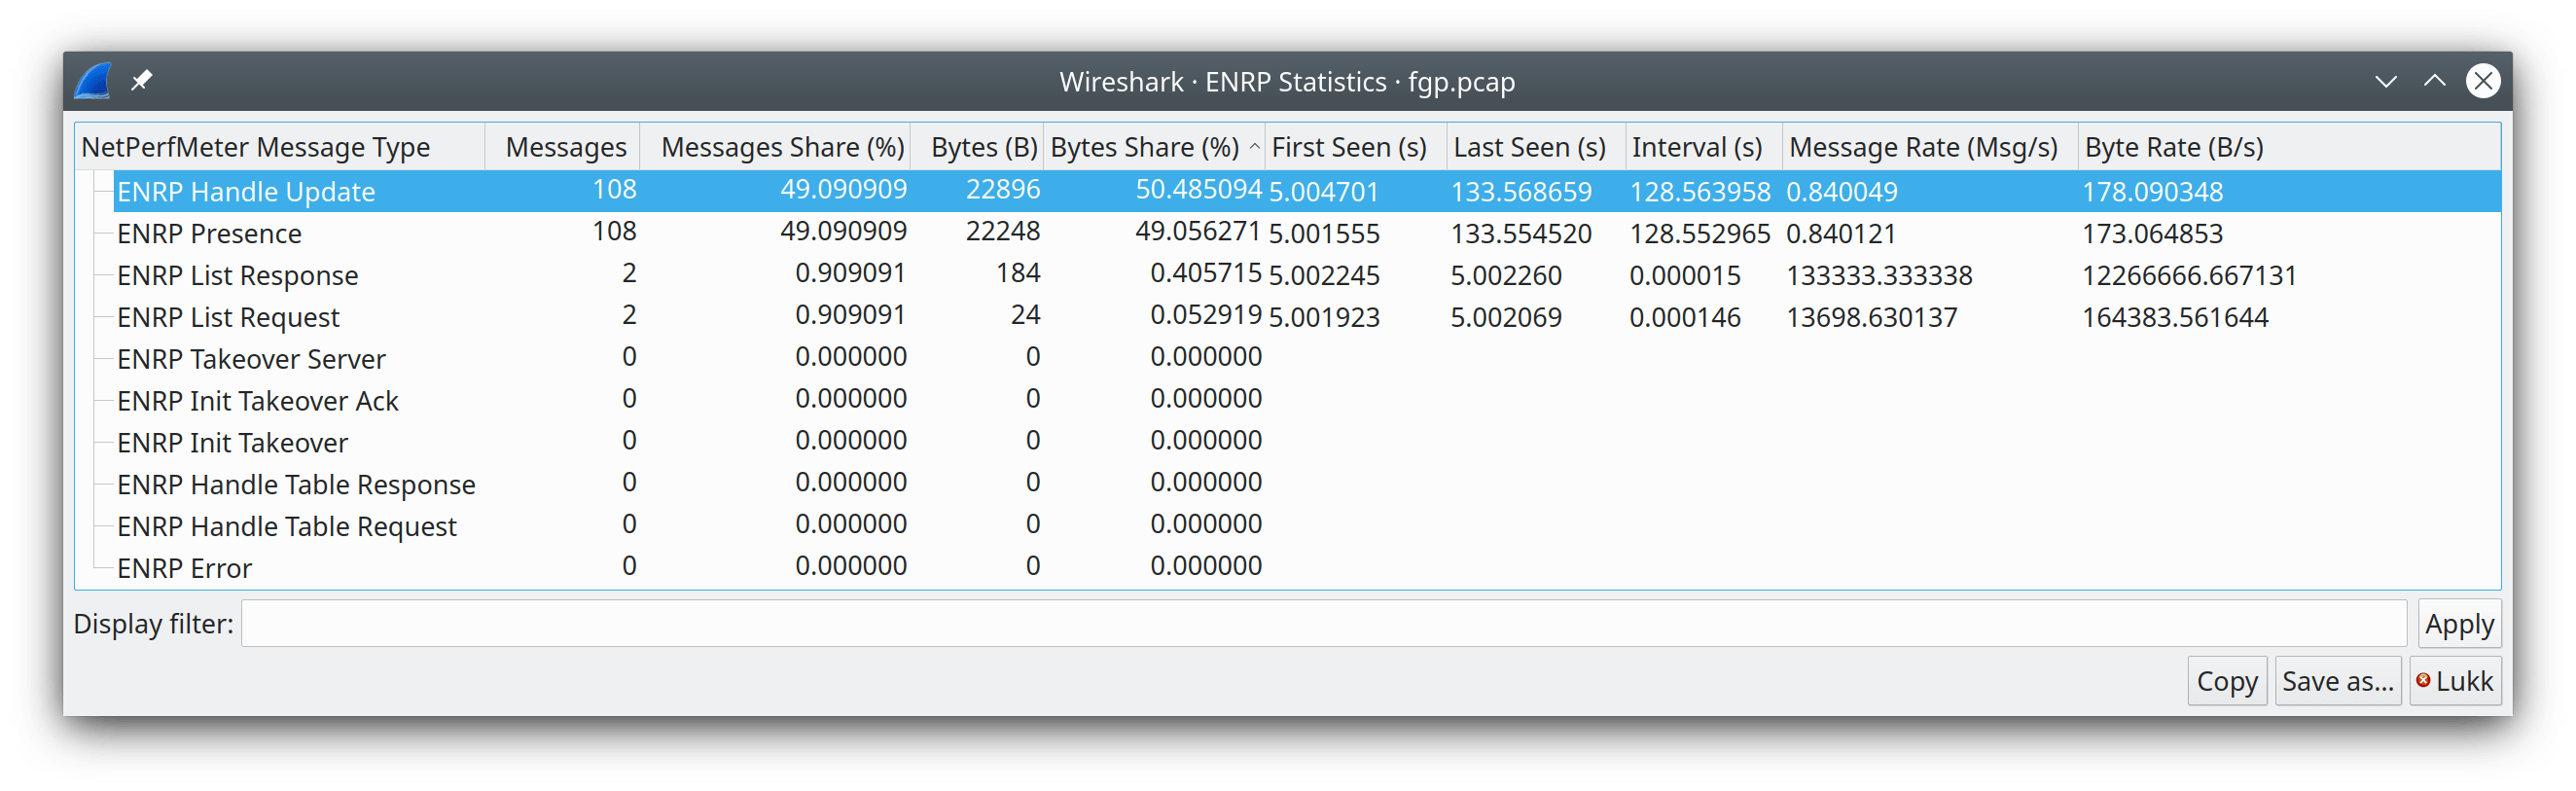 Wireshark · ENRP Statistics · fgp.pcap
NetPerfMeter Message Type Messages Messages Share (%) Bytes (B) Bytes Share (%) First Seen (s) Last Seen (s) Interval (s) Message Rate (Msg/s) Byte Rate (B/s)
ENRP Handle Update 108 49.090909 22896 50.485094 5.004701 133.568659 128.563958 0.840049 178.090348
ENRP Presence 108 49.090909 22248 49.056271 5.001555 133.554520 128.552965 0.840121 173.064853
ENRP List Response 2 0.909091 184 0.405715 5.002245 5.002260 0.000015 133333.333338 12266666.667131
ENRP List Request 2 0.909091 24 0.052919 5.001923 5.002069 0.000146 13698.630137 164383.561644
ENRP Takeover Server 0 0.000000 0 0.000000
ENRP Init Takeover Ack 0 0.000000 0 0.000000
ENRP Init Takeover 0 0.000000 0 0.000000
ENRP Handle Table Response 0 0.000000 0 0.000000
ENRP Handle Table Request 0 0.000000 0 0.000000
ENRP Error 0 0.000000 0 0.000000
Display filter: Apply
Copy Save as... Lukk